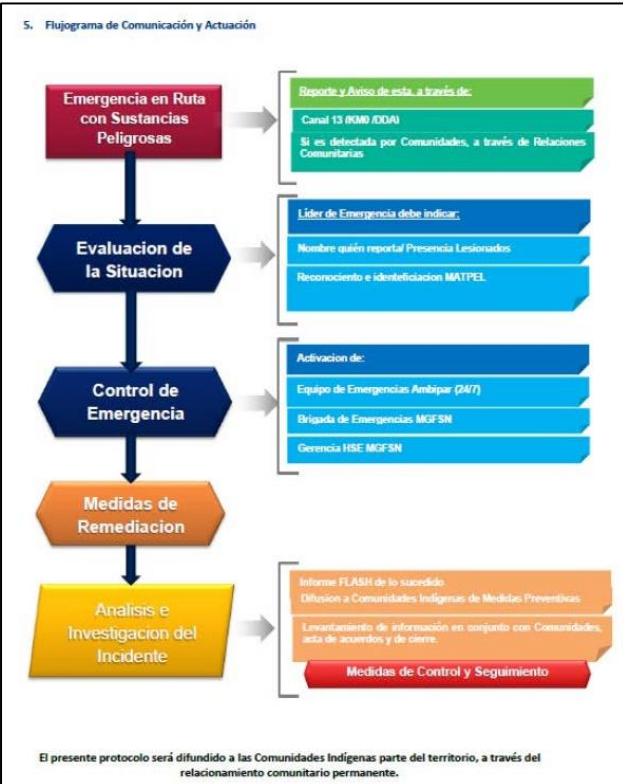 5. Flujograma de Comunicación y Actuación
Emergencia en Ruta
con Sustancias
Peligrosas
Reporte y Aviso de esta, a través de:
Canal 13 (KM0 /DDA)
Si es detectada por Comunidades, a través de Relaciones
Comunitarias
Evaluacion de
la Situacion
Líder de Emergencia debe indicar:
Nombre quién reporta/ Presencia Lesionados
Reconociento e identeficiacion MATPEL
Control de
Emergencia
Activacion de:
Equipo de Emergencias Ambipar (24/7)
Brigada de Emergencias MGFSN
Gerencia HSE MGFSN
Medidas de
Remediacion
Analisis e
Investigacion del
Incidente
Informe FLASH de lo sucedido
Difusion a Comunidades Indígenas de Medidas Preventivas
Levantamiento de información en conjunto con Comunidades,
acta de acuerdos y de cierre.
Medidas de Control y Seguimiento
El presente protocolo será difundido a las Comunidades Indígenas parte del territorio, a través del
relacionamiento comunitario permanente.